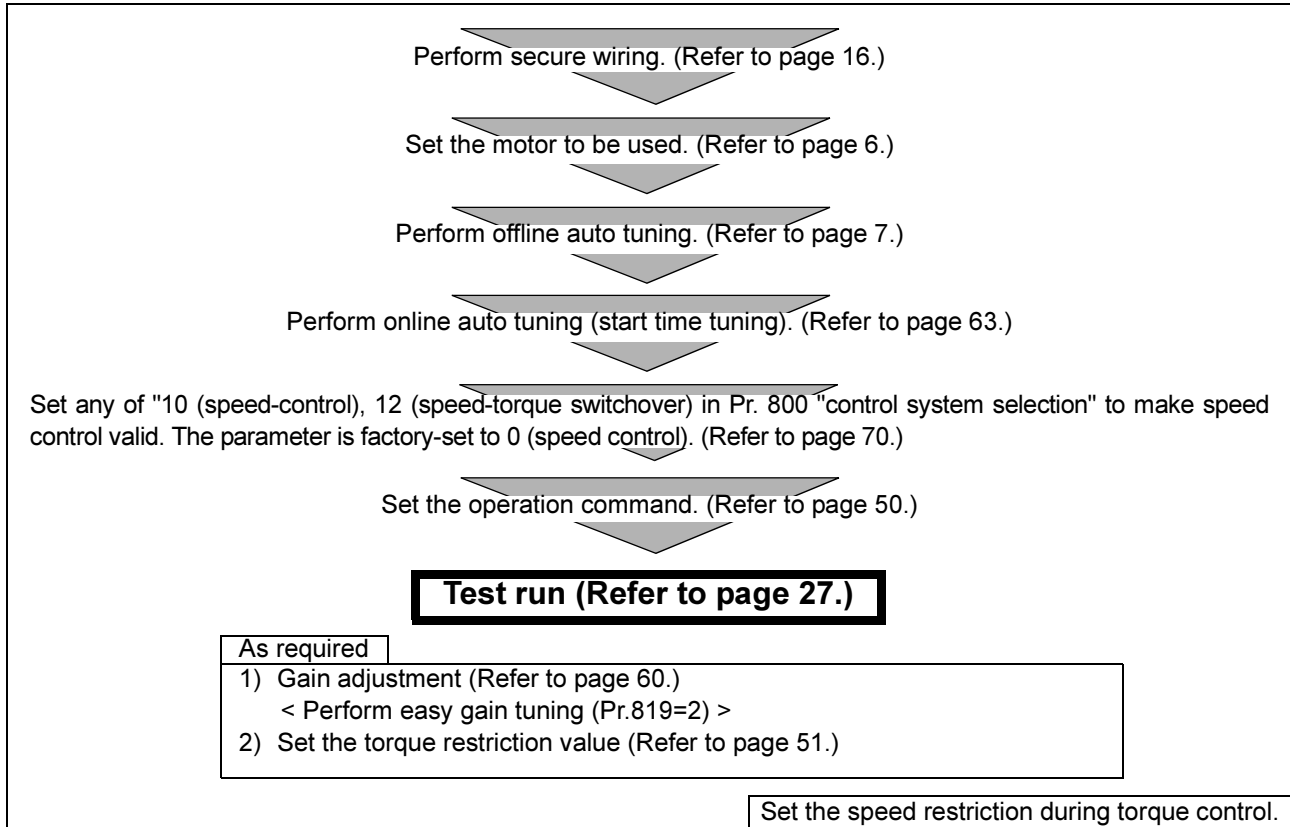 Perform secure wiring. (Refer to page 16.)
Set the motor to be used. (Refer to page 6.)
Perform offline auto tuning. (Refer to page 7.)
Perform online auto tuning (start time tuning). (Refer to page 63.)
Set any of "10 (speed-control), 12 (speed-torque switchover) in Pr. 800 "control system selection" to make speed
control valid. The parameter is factory-set to 0 (speed control). (Refer to page 70.)
Set the operation command. (Refer to page 50.)
Test run (Refer to page 27.)
As required
1) Gain adjustment (Refer to page 60.)
< Perform easy gain tuning (Pr.819=2) >
2) Set the torque restriction value (Refer to page 51.)
Set the speed restriction during torque control.